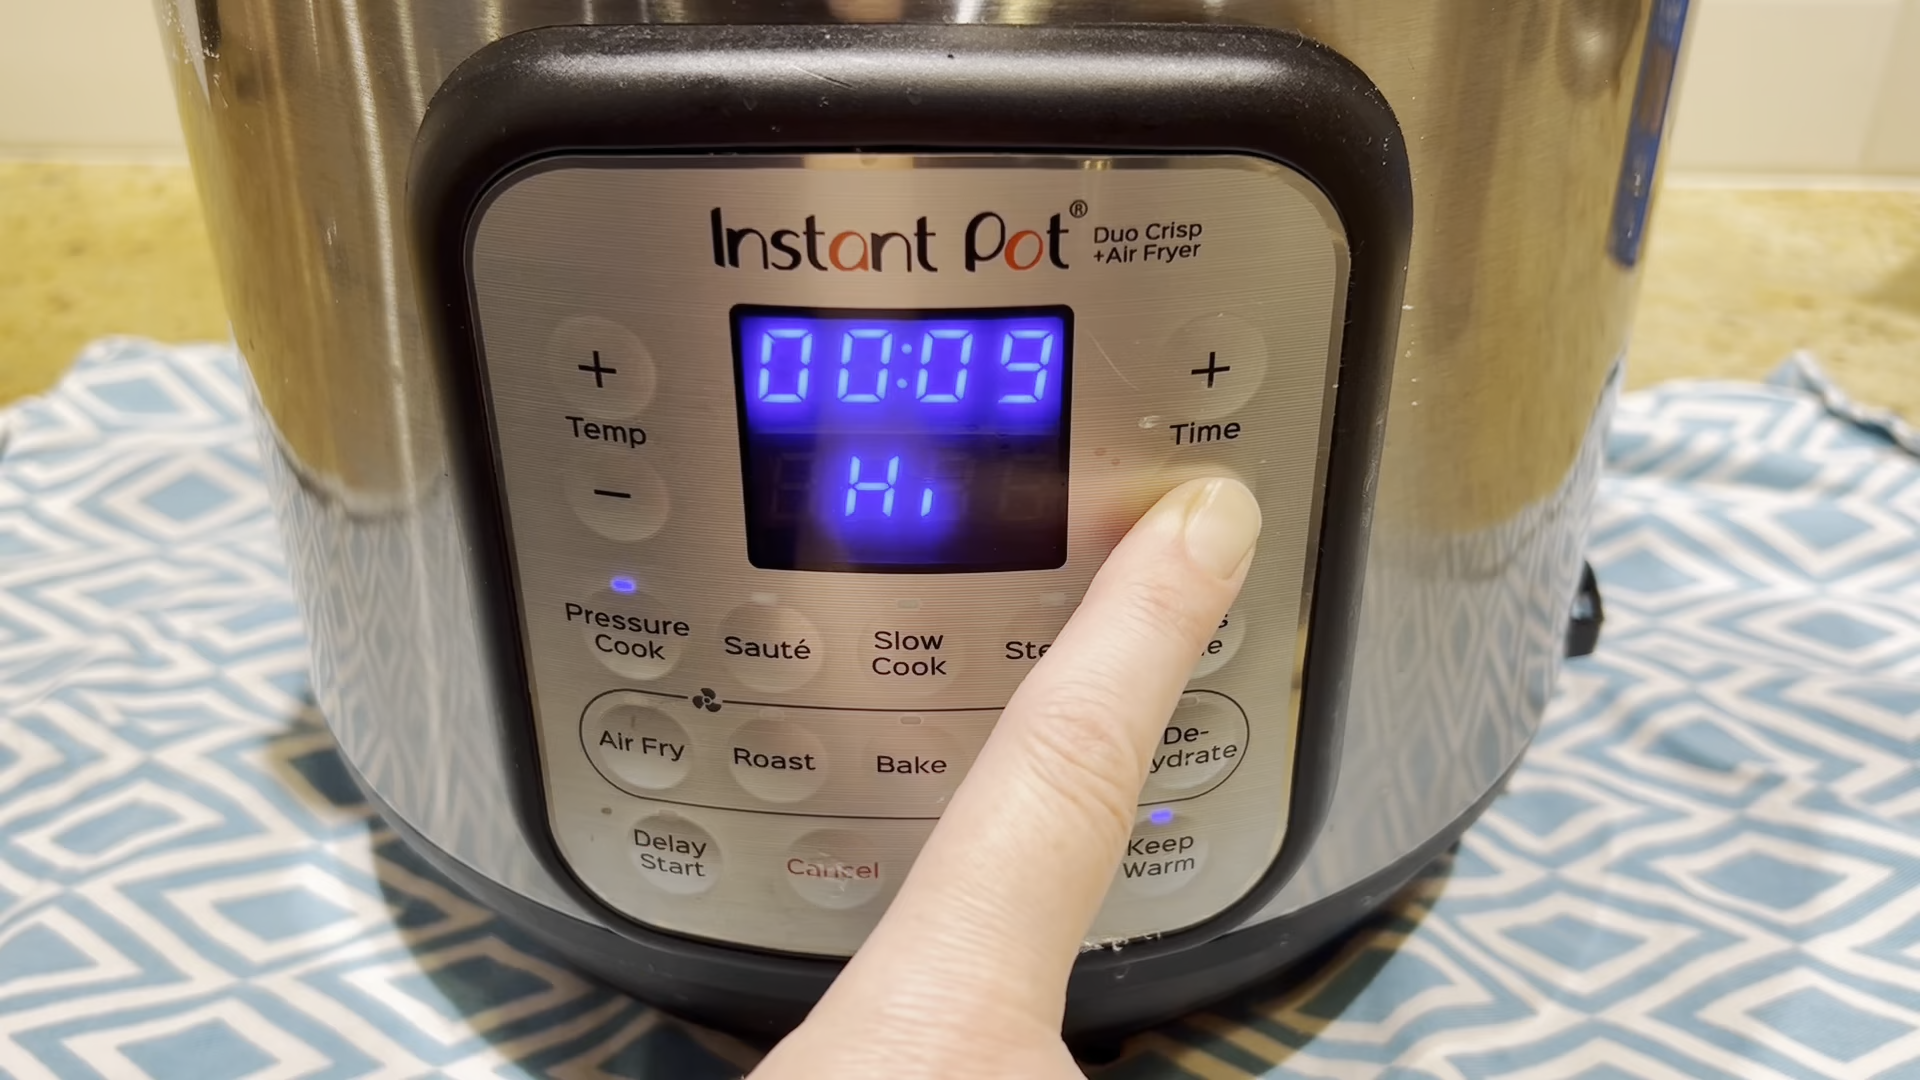 Instant Pot®
Duo Crisp
+Air Fryer
00:09
Hi
+
Temp
−
+
Time
Pressure
Cook
Sauté
Slow
Cook
Air Fry
Roast
Bake
De-
Delay
Start
Cancel
Keep
Warm